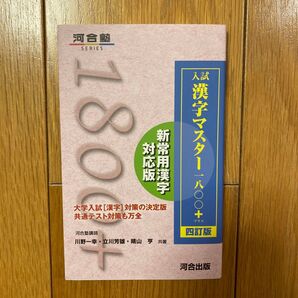 河合塾
SERIES
1800+
入試
漢字マスター一八〇〇+
プラス
四訂版
新常用漢字
対応版
大学入試[漢字]対策の決定版
共通テスト対策も万全
河合塾講師
川野一幸・立川芳雄・晴山 亨 共著
河合出版